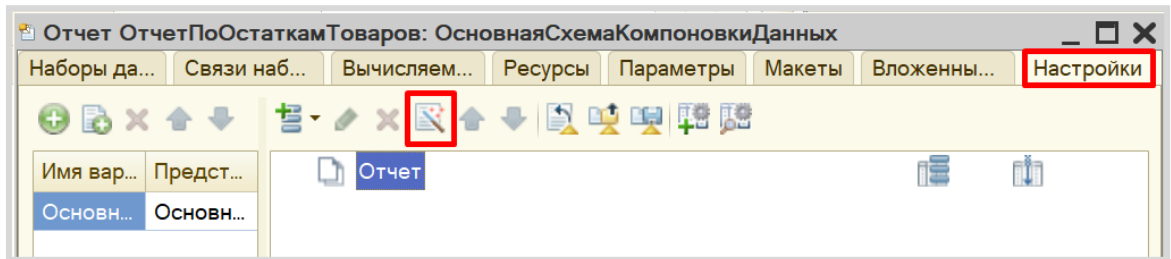 Отчет ОтчетПоОстаткамТоваров: ОсновнаяСхемаКомпоновкиДанных
Наборы да... Связи наб... Вычисляем... Ресурсы Параметры Макеты Вложенны... Настройки
Имя вар... Предст... Отчет
Основн... Основн...